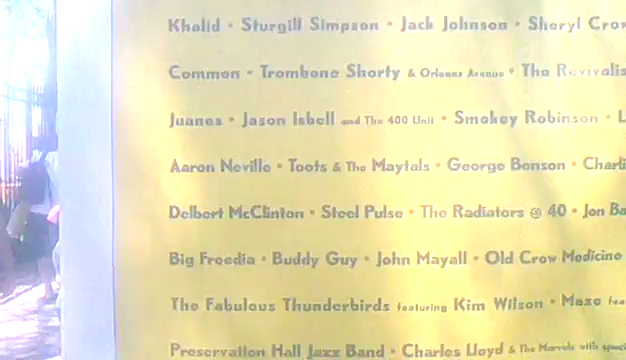 Khalid • Sturgill Simpson • Jack Johnson • Sheryl Crow
Common • Trombone Shorty & Orleans Avenue • The Revivalis
Juanes • Jason Isbell and The 400 Unit • Smokey Robinson • L
Aaron Neville • Toots & The Maytals • George Benson • Charli
Delbert McClinton • Steel Pulse • The Radiators @ 40 • Jon Ba
Big Freedia • Buddy Guy • John Mayall • Old Crow Medicine
The Fabulous Thunderbirds featuring Kim Wilson • Maze fea
Preservation Hall Jazz Band • Charles Lloyd & The Marvels with speci